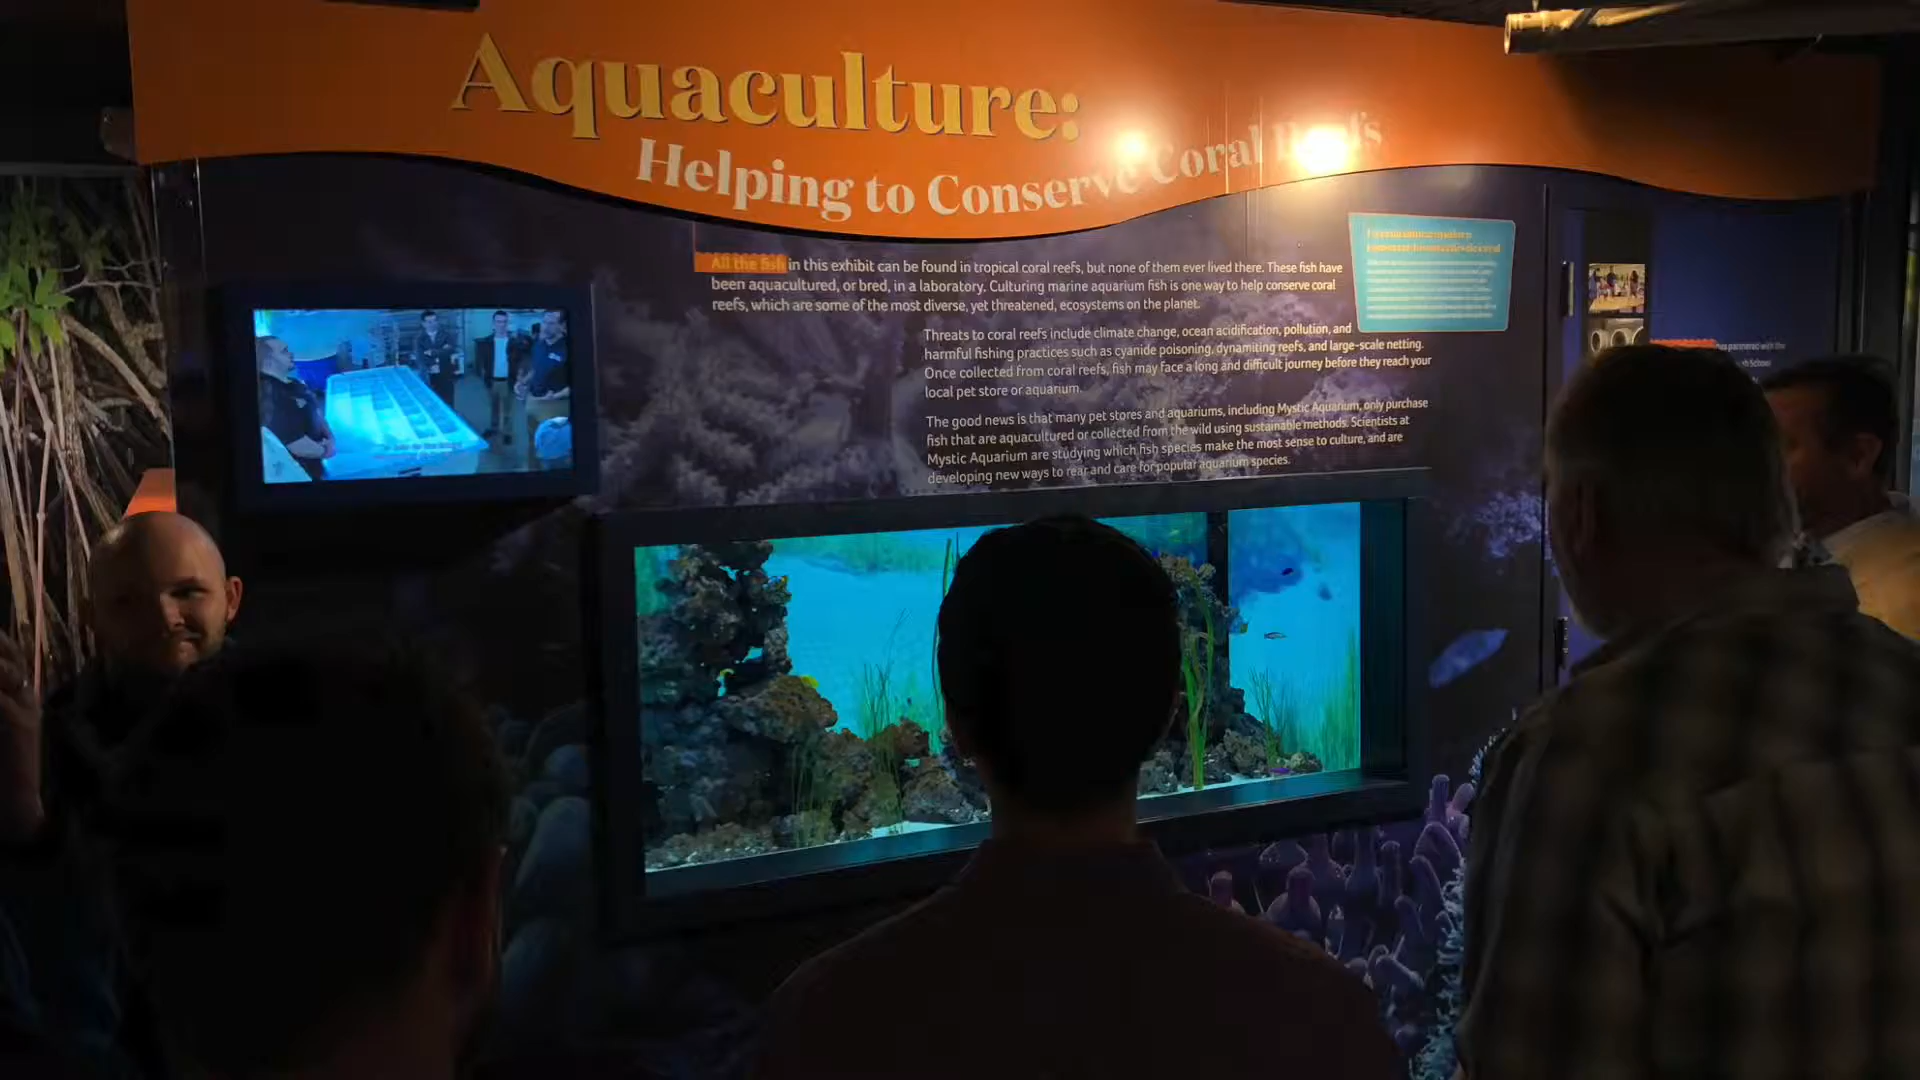 Aquaculture:
Helping to Conserve Coral Reefs
All the fish in this exhibit can be found in tropical coral reefs, but none of them ever lived there. These fish have
been aquacultured, or bred, in a laboratory. Culturing marine aquarium fish is one way to help conserve coral
reefs, which are some of the most diverse, yet threatened, ecosystems on the planet.
Threats to coral reefs include climate change, ocean acidification, pollution, and
harmful fishing practices such as cyanide poisoning, dynamiting reefs, and large-scale netting.
Once collected from coral reefs, fish may face a long and difficult journey before they reach your
local pet store or aquarium.
The good news is that many pet stores and aquariums, including Mystic Aquarium, only purchase
fish that are aquacultured or collected from the wild using sustainable methods. Scientists at
Mystic Aquarium are studying which fish species make the most sense to culture, and are
developing new ways to rear and care for popular aquarium species.
partnered with the
School